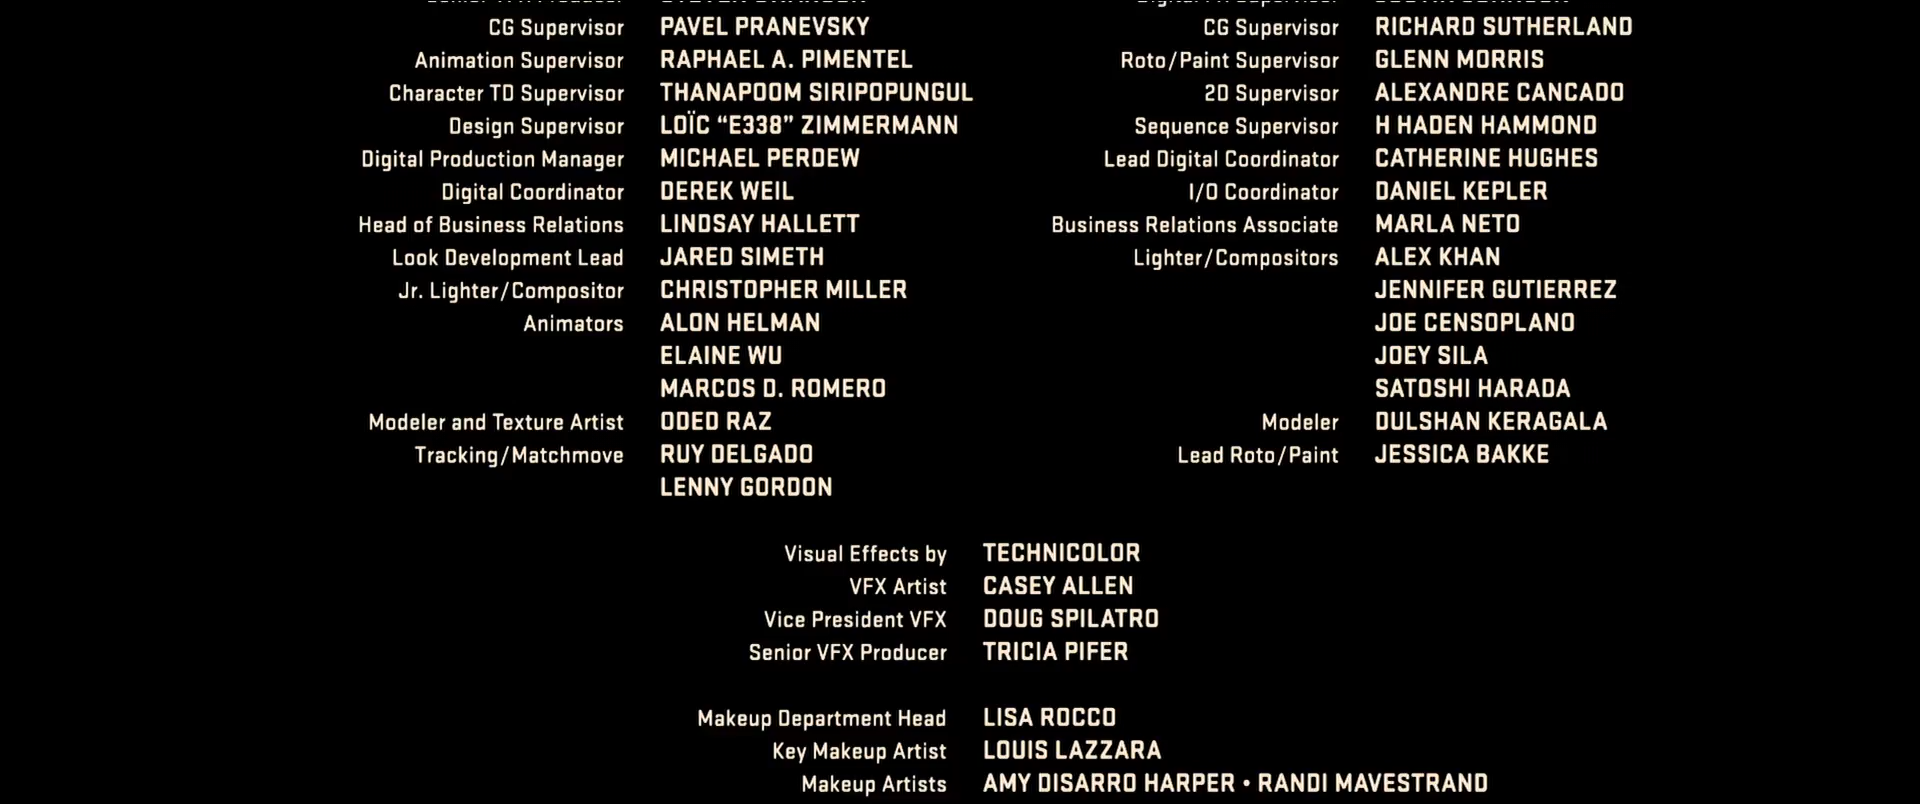 CG Supervisor PAVEL PRANEVSKY CG Supervisor RICHARD SUTHERLAND
Animation Supervisor RAPHAEL A. PIMENTEL Roto/Paint Supervisor GLENN MORRIS
Character TD Supervisor THANAPOOM SIRIPOPUNGUL 2D Supervisor ALEXANDRE CANCADO
Design Supervisor LOÏC “E338” ZIMMERMANN Sequence Supervisor H HADEN HAMMOND
Digital Production Manager MICHAEL PERDEW Lead Digital Coordinator CATHERINE HUGHES
Digital Coordinator DEREK WEIL I/O Coordinator DANIEL KEPLER
Head of Business Relations LINDSAY HALLETT Business Relations Associate MARLA NETO
Look Development Lead JARED SIMETH Lighter/Compositors ALEX KHAN
Jr. Lighter/Compositor CHRISTOPHER MILLER JENNIFER GUTIERREZ
Animators ALON HELMAN JOE CENSOPLANO
ELAINE WU JOEY SILA
MARCOS D. ROMERO SATOSHI HARADA
Modeler and Texture Artist ODED RAZ Modeler DULSHAN KERAGALA
Tracking/Matchmove RUY DELGADO Lead Roto/Paint JESSICA BAKKE
LENNY GORDON
Visual Effects by TECHNICOLOR
VFX Artist CASEY ALLEN
Vice President VFX DOUG SPILATRO
Senior VFX Producer TRICIA PIFER
Makeup Department Head LISA ROCCO
Key Makeup Artist LOUIS LAZZARA
Makeup Artists AMY DISARRO HARPER • RANDI MAVESTRAND